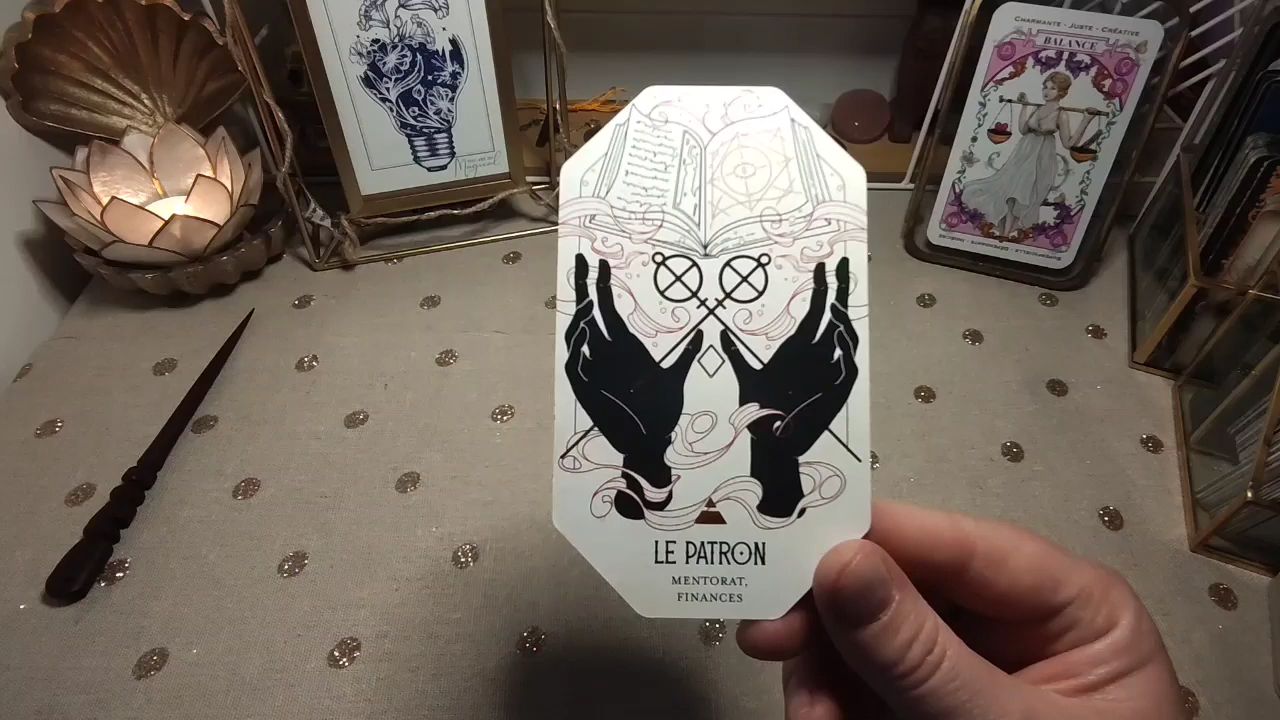 CHARMANTE · JUSTE · CRÉATIVE
BALANCE
LE PATRON
MENTORAT,
FINANCES